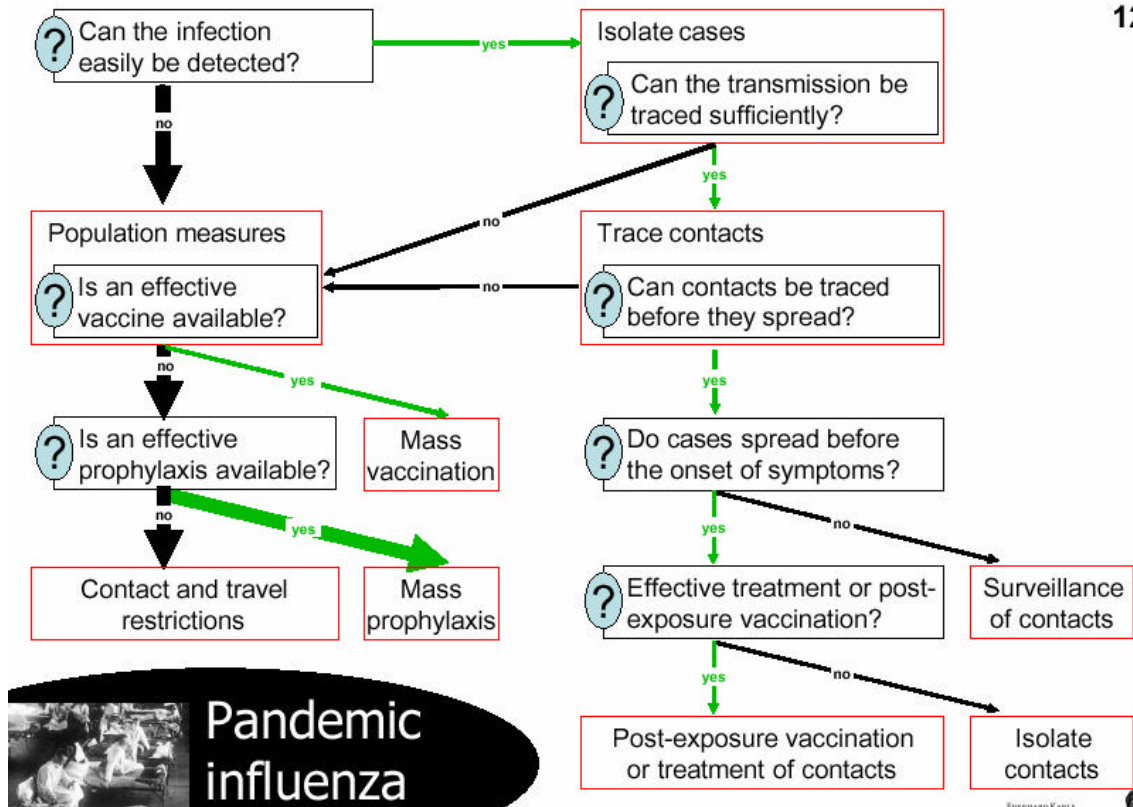 12
?
Can the infection
easily be detected?
yes
Isolate cases
?
Can the transmission be
traced sufficiently?
no
yes
no
Population measures
?
Is an effective
vaccine available?
Trace contacts
?
Can contacts be traced
before they spread?
no
no
yes
yes
?
Is an effective
prophylaxis available?
Mass
vaccination
?
Do cases spread before
the onset of symptoms?
no
yes
yes
no
Contact and travel
restrictions
Mass
prophylaxis
?
Effective treatment or post-
exposure vaccination?
Surveillance
of contacts
yes
no
Pandemic
influenza
Post-exposure vaccination
or treatment of contacts
Isolate
contacts